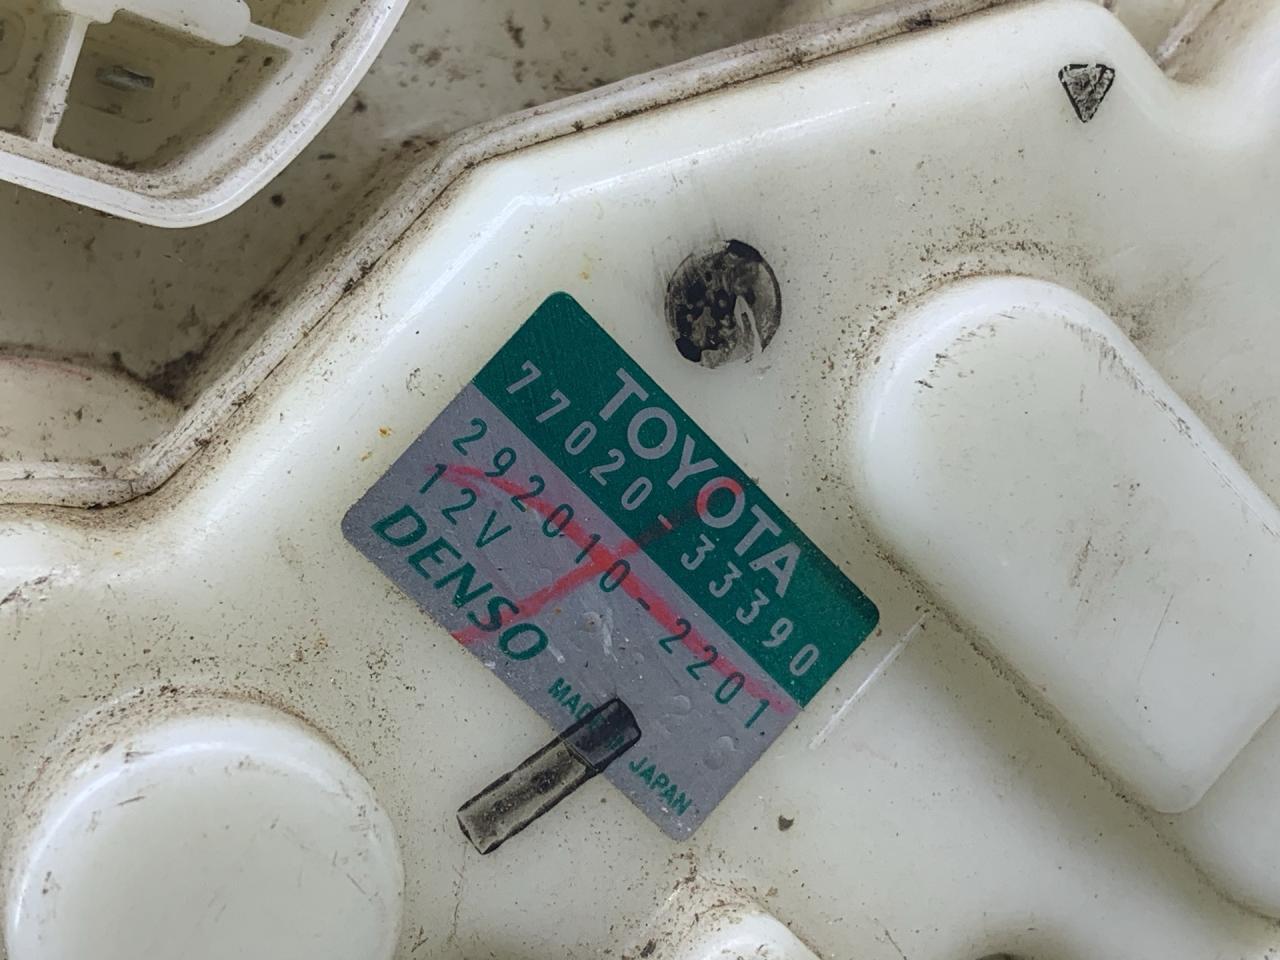 TOYOTA
77020-33390
292010-2201
12V
DENSO
MADE IN JAPAN